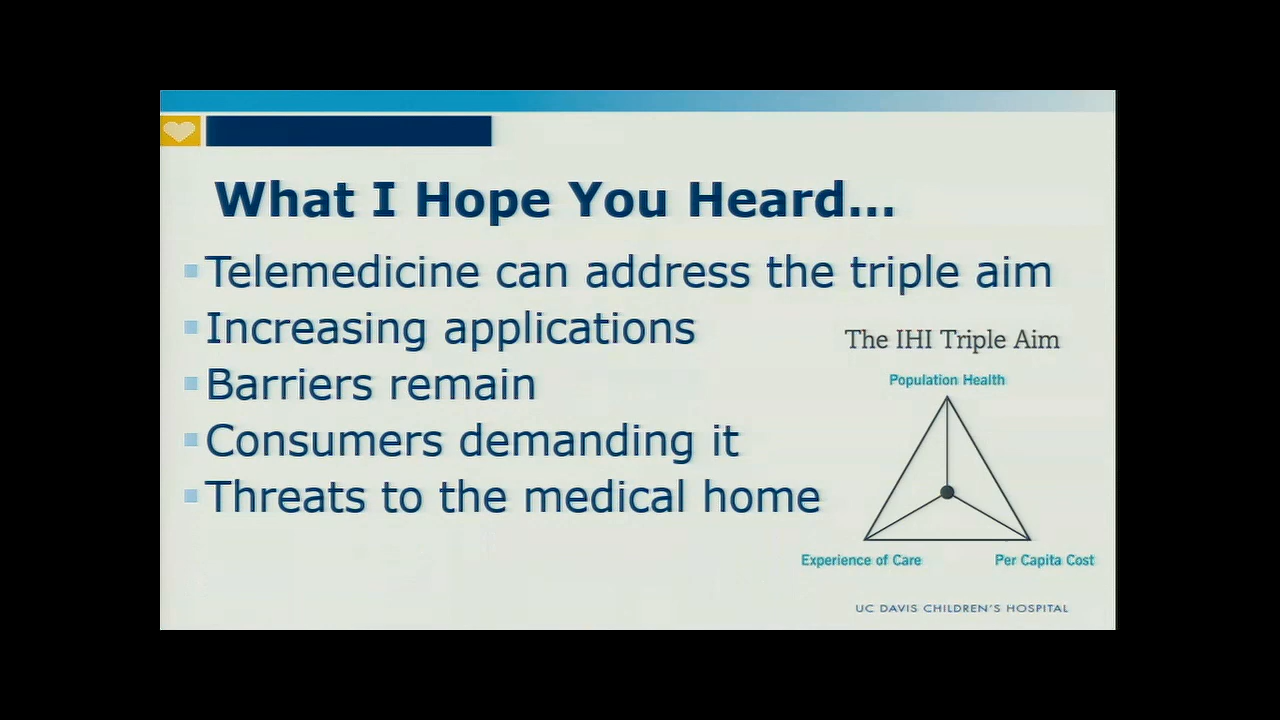 What I Hope You Heard...
Telemedicine can address the triple aim
Increasing applications
Barriers remain
Consumers demanding it
Threats to the medical home
The IHI Triple Aim
Population Health
Experience of Care
Per Capita Cost
UC DAVIS CHILDREN'S HOSPITAL